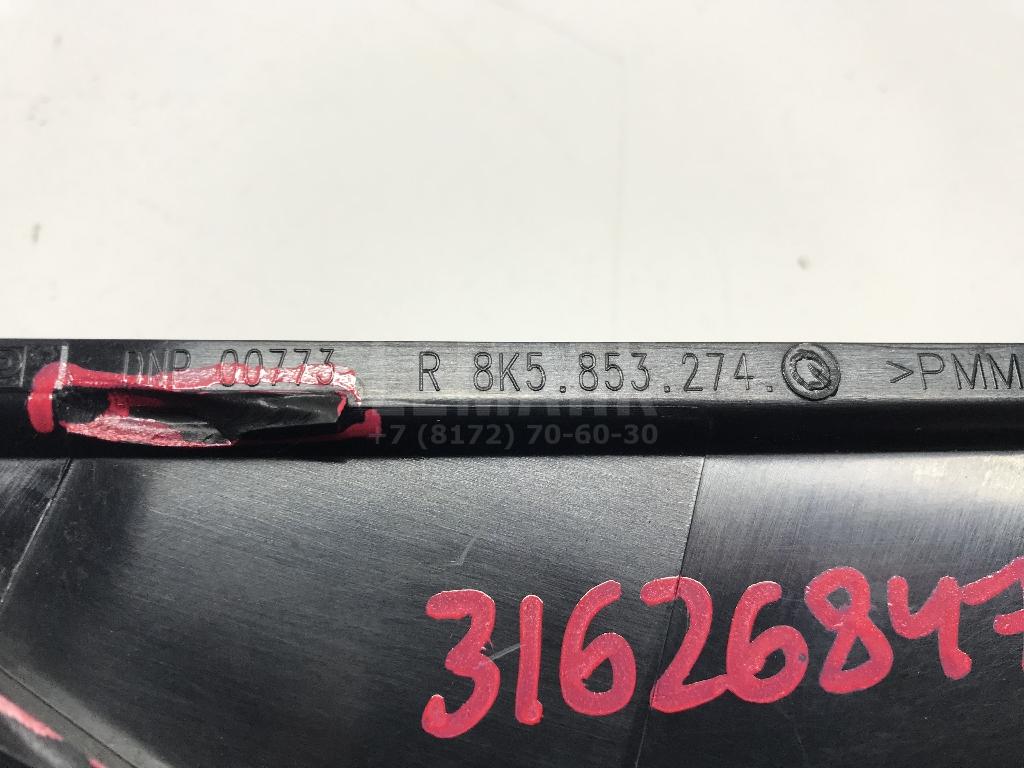 DNP 00773 R 8K5.853.274. >PMM
+7 (8172) 70-60-30
3162684